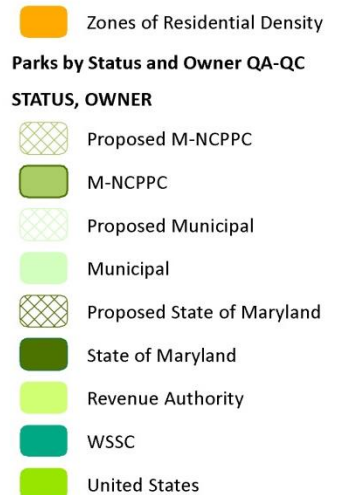 Zones of Residential Density
Parks by Status and Owner QA-QC
STATUS, OWNER
Proposed M-NCPPC
M-NCPPC
Proposed Municipal
Municipal
Proposed State of Maryland
State of Maryland
Revenue Authority
WSSC
United States